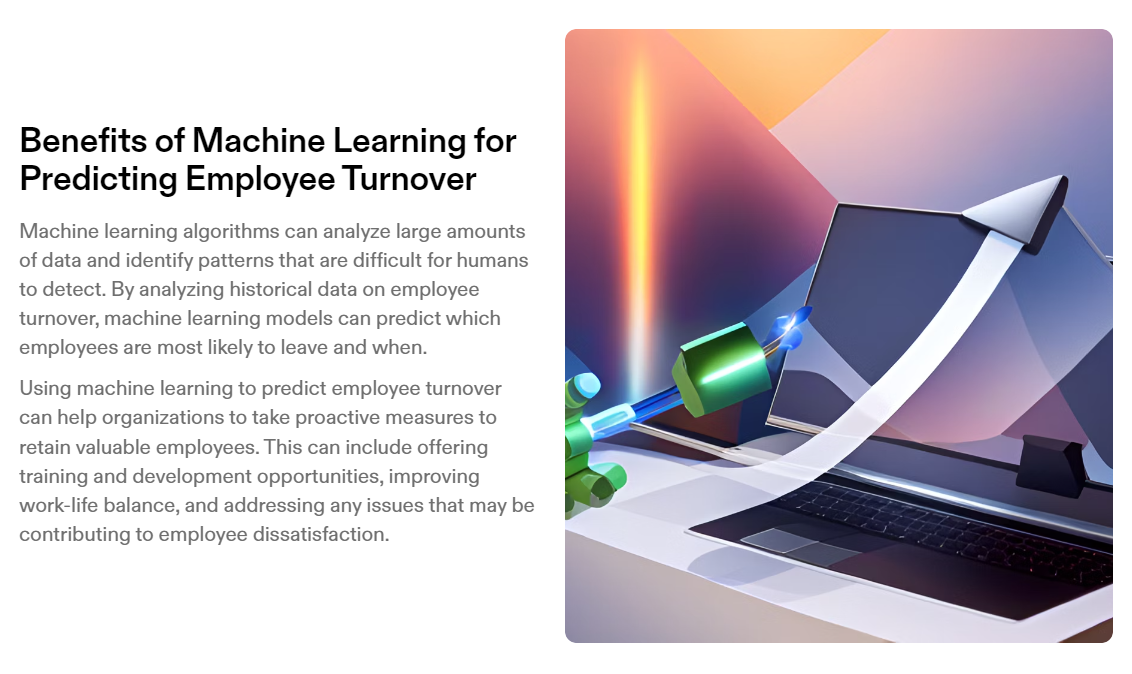 Benefits of Machine Learning for
Predicting Employee Turnover
Machine learning algorithms can analyze large amounts
of data and identify patterns that are difficult for humans
to detect. By analyzing historical data on employee
turnover, machine learning models can predict which
employees are most likely to leave and when.
Using machine learning to predict employee turnover
can help organizations to take proactive measures to
retain valuable employees. This can include offering
training and development opportunities, improving
work-life balance, and addressing any issues that may be
contributing to employee dissatisfaction.